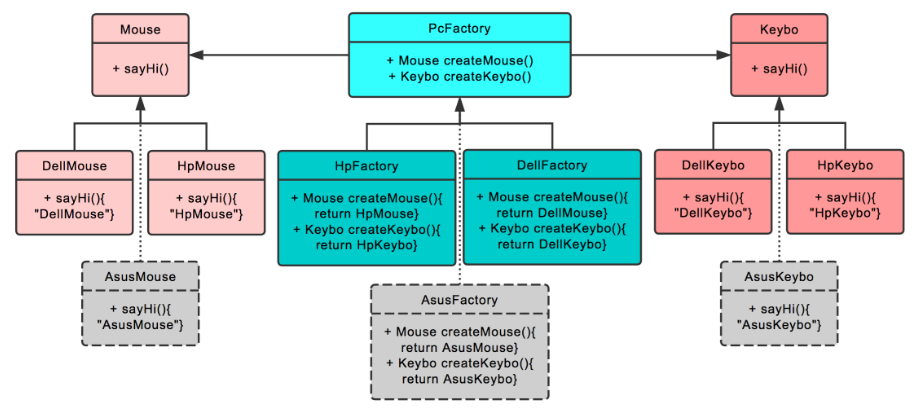 Mouse
+ sayHi()
PcFactory
+ Mouse createMouse()
+ Keybo createKeybo()
Keybo
+ sayHi()
DellMouse
+ sayHi(){
"DellMouse"}
HpMouse
+ sayHi(){
"HpMouse"}
HpFactory
+ Mouse createMouse(){
return HpMouse}
+ Keybo createKeybo(){
return HpKeybo}
DellFactory
+ Mouse createMouse(){
return DellMouse}
+ Keybo createKeybo(){
return DellKeybo}
DellKeybo
+ sayHi(){
"DellKeybo"}
HpKeybo
+ sayHi(){
"HpKeybo"}
AsusMouse
+ sayHi(){
"AsusMouse"}
AsusFactory
+ Mouse createMouse(){
return AsusMouse}
+ Keybo createKeybo(){
return AsusKeybo}
AsusKeybo
+ sayHi(){
"AsusKeybo"}